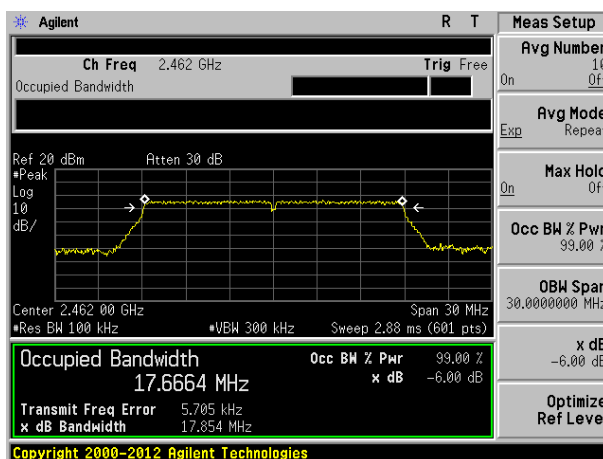 Agilent R T Meas Setup
Ch Freq 2.462 GHz Trig Free
Occupied Bandwidth
Ref 20 dBm Atten 30 dB
#Peak
Log
10
dB/
Center 2.462 00 GHz Span 30 MHz
#Res BW 100 kHz #VBW 300 kHz Sweep 2.88 ms (601 pts)
Occupied Bandwidth Occ BW % Pwr 99.00 %
17.6664 MHz x dB -6.00 dB
Transmit Freq Error 5.705 kHz
x dB Bandwidth 17.854 MHz
Copyright 2000-2012 Agilent Technologies
Avg Number
10
On Of
Avg Mode
Exp Repeat
Max Hold
On Of
Occ BW % Pwr
99.00 %
OBW Span
30.0000000 MHz
x dB
-6.00 dB
Optimize
Ref Level